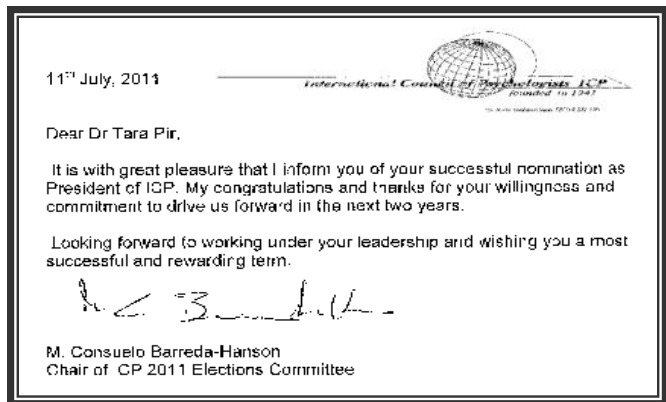 11th July, 2011
International Council of Psychologists ICP
founded in 1941
Dear Dr Tara Pir,
It is with great pleasure that I inform you of your successful nomination as
President of ICP. My congratulations and thanks for your willingness and
commitment to drive us forward in the next two years.
Looking forward to working under your leadership and wishing you a most
successful and rewarding term.
M. Consuelo Barreda-Hanson
Chair of ICP 2011 Elections Committee